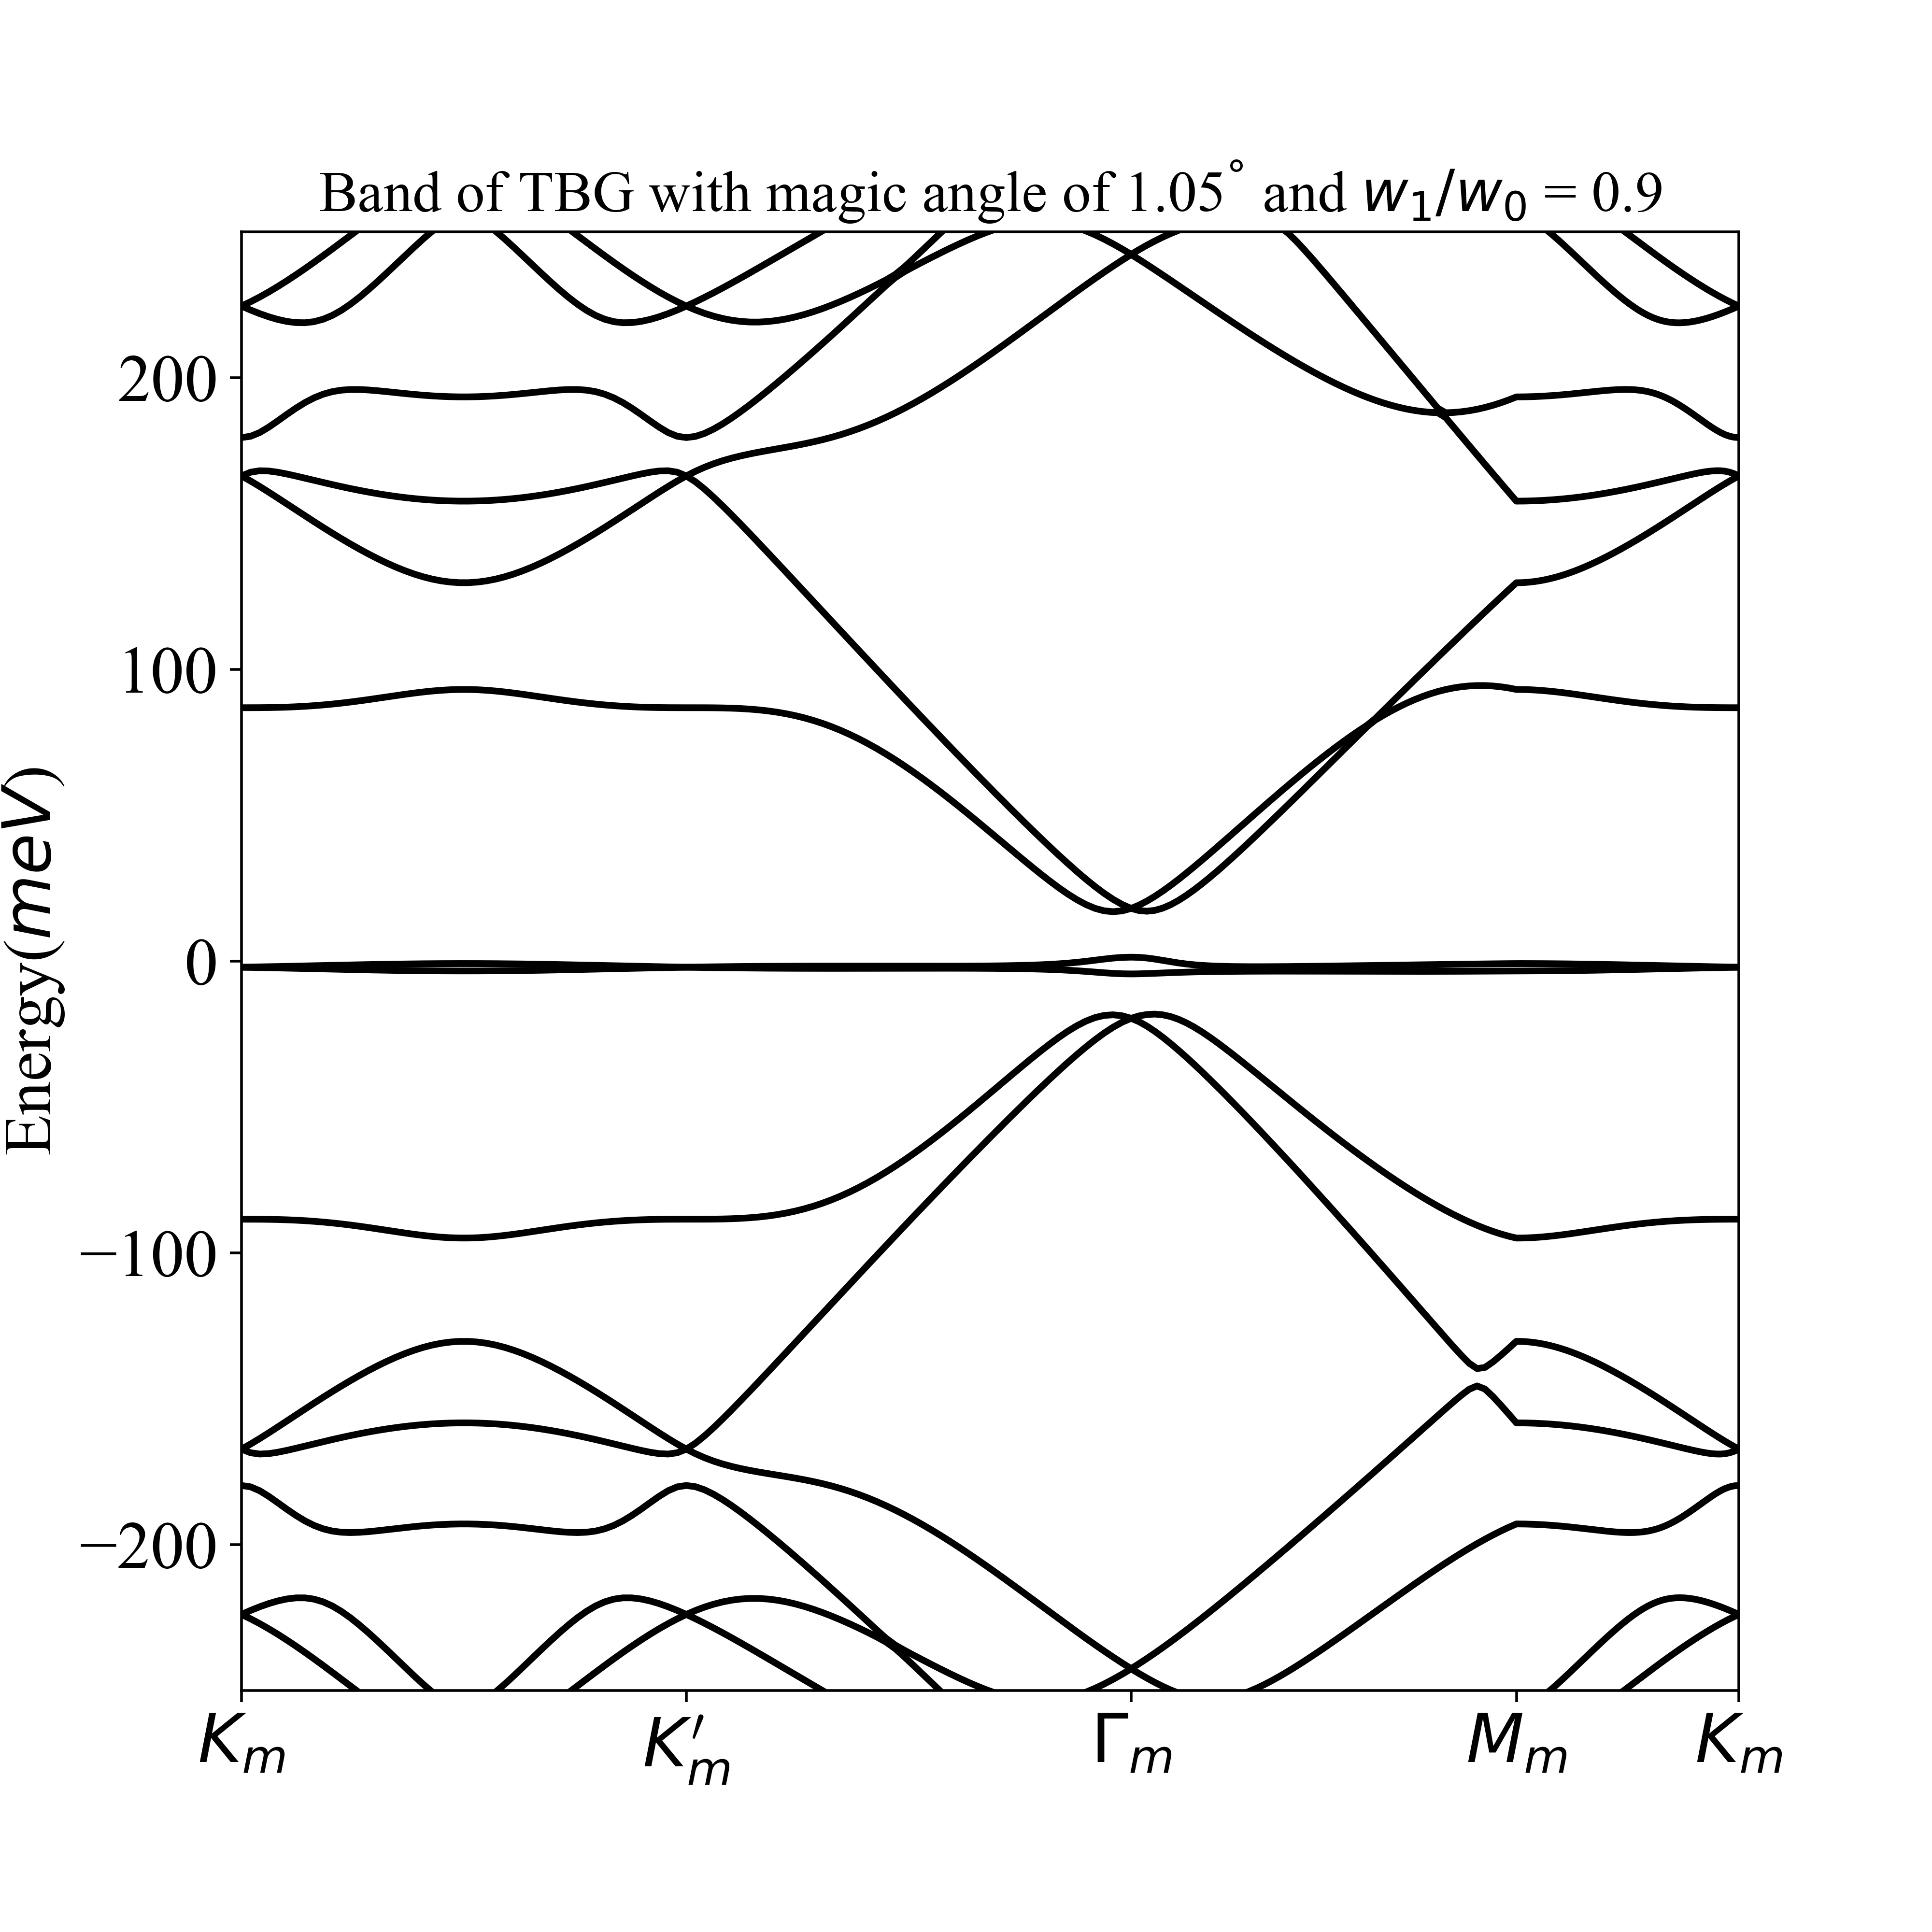 Band of TBG with magic angle of 1.05° and w₁/w₀ = 0.9
Energy(meV)
200
100
0
−100
−200
Kₘ K′ₘ Γₘ Mₘ Kₘ